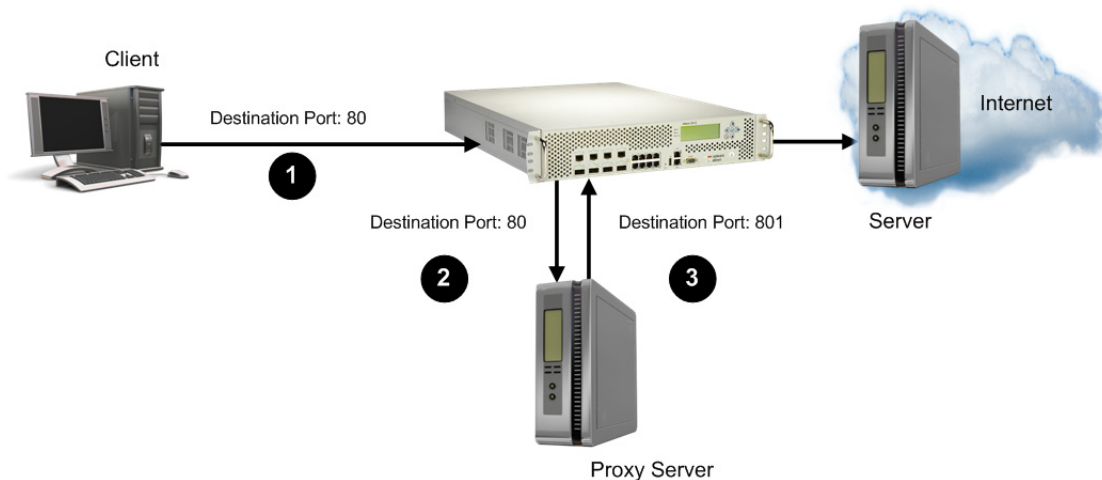 Client
Internet
Destination Port: 80
1
Server
Destination Port: 80
Destination Port: 801
2
3
Proxy Server